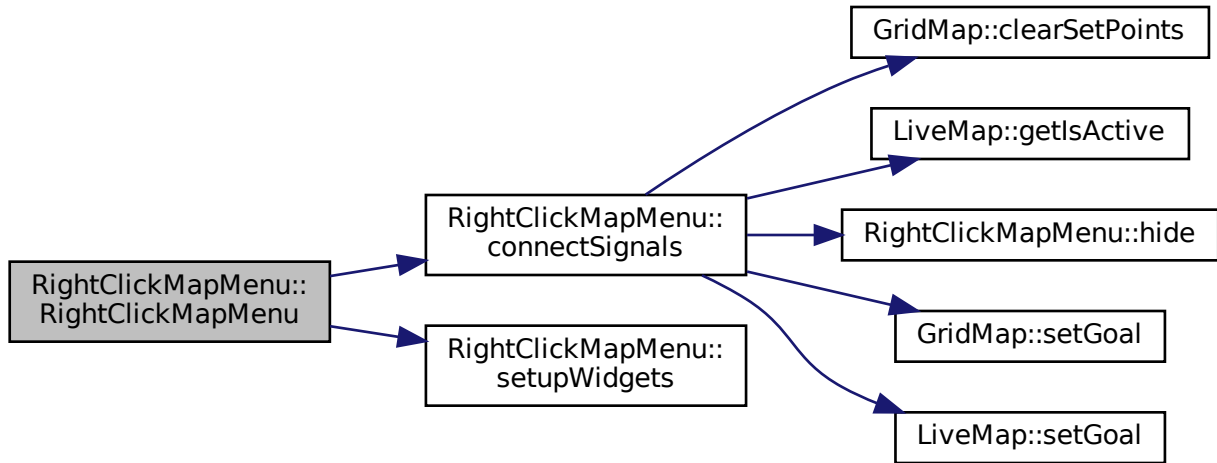 RightClickMapMenu::
RightClickMapMenu
RightClickMapMenu::
connectSignals
RightClickMapMenu::
setupWidgets
GridMap::clearSetPoints
LiveMap::getIsActive
RightClickMapMenu::hide
GridMap::setGoal
LiveMap::setGoal